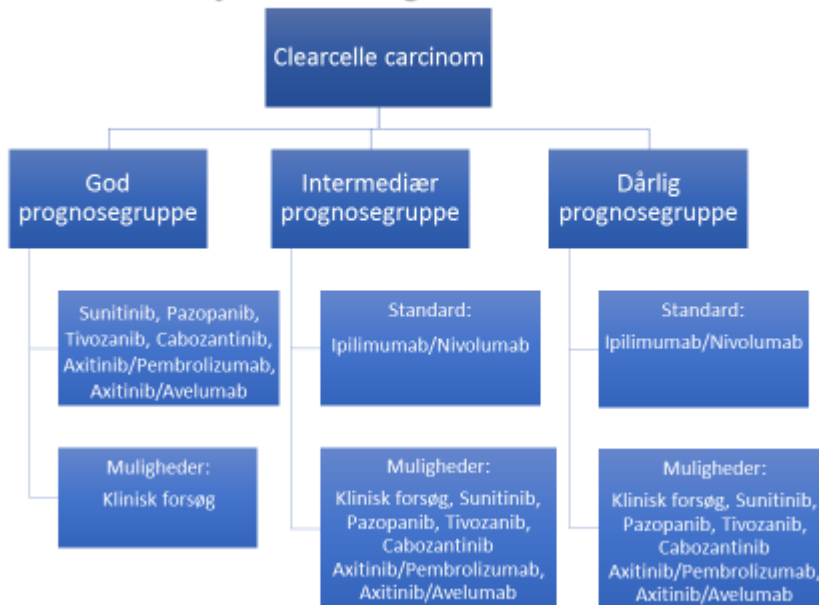 Clearcelle carcinom
God
prognosegruppe
Intermediær
prognosegruppe
Dårlig
prognosegruppe
Sunitinib, Pazopanib,
Tivozanib, Cabozantinib,
Axitinib/Pembrolizumab,
Axitinib/Avelumab
Standard:
Ipilimumab/Nivolumab
Standard:
Ipilimumab/Nivolumab
Muligheder:
Klinisk forsøg
Muligheder:
Klinisk forsøg, Sunitinib,
Pazopanib, Tivozanib,
Cabozantinib
Axitinib/Pembrolizumab,
Axitinib/Avelumab
Muligheder:
Klinisk forsøg, Sunitinib,
Pazopanib, Tivozanib,
Cabozantinib
Axitinib/Pembrolizumab,
Axitinib/Avelumab